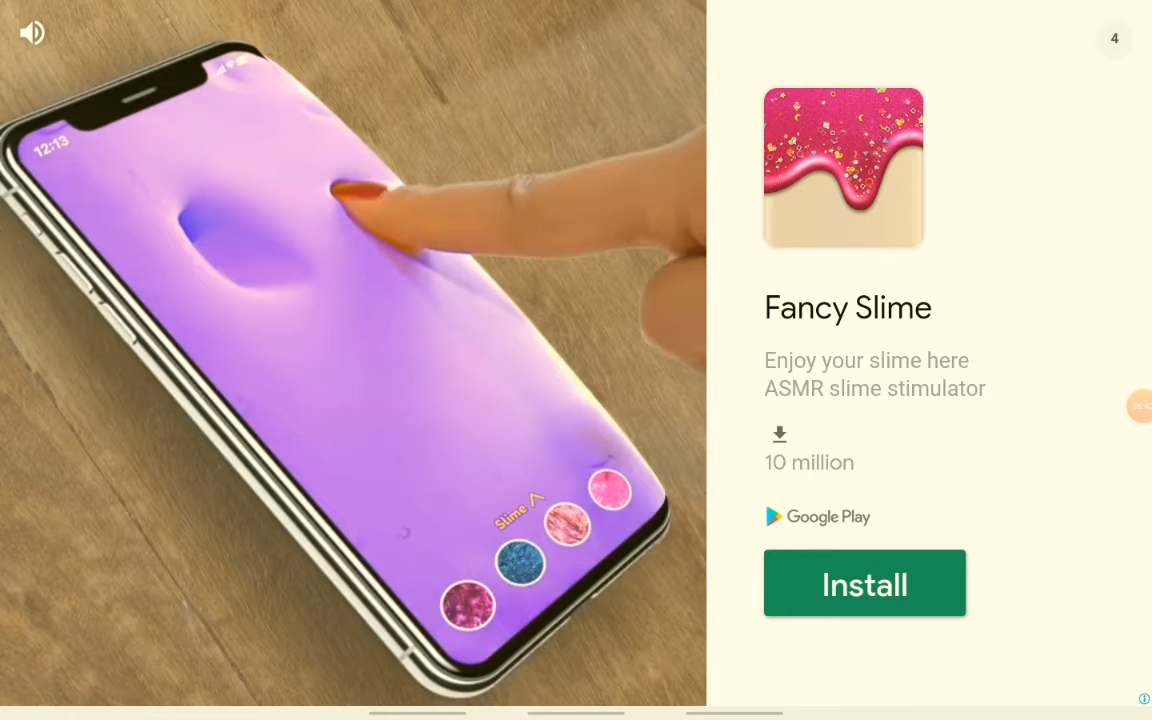 4
12:13
Fancy Slime
Enjoy your slime here
ASMR slime stimulator
10 million
Slime
Google Play
Install